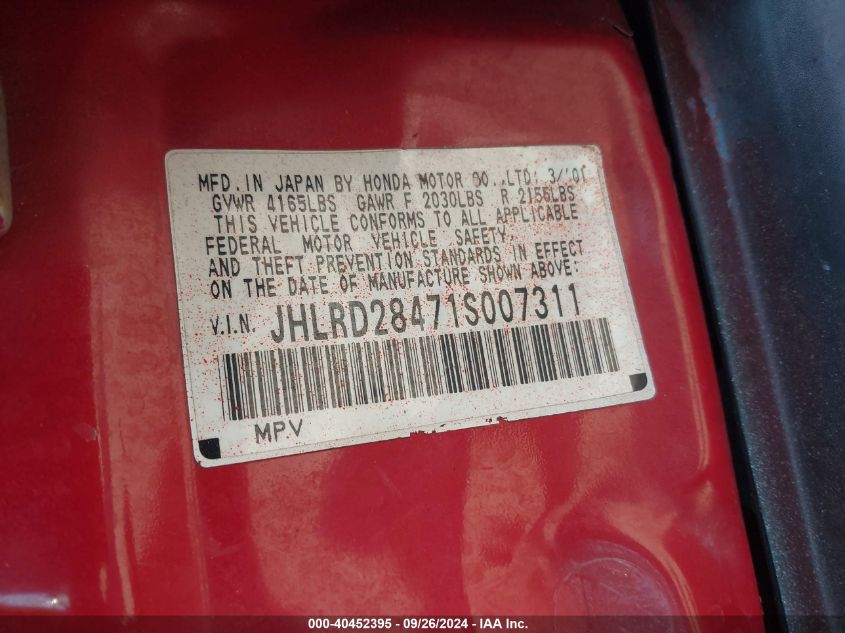 MFD. IN JAPAN BY HONDA MOTOR CO., LTD. 3/'01
GVWR 4165LBS GAWR F 2030LBS R 2155LBS
THIS VEHICLE CONFORMS TO ALL APPLICABLE
FEDERAL MOTOR VEHICLE SAFETY,
AND THEFT PREVENTION STANDARDS IN EFFECT
ON THE DATE OF MANUFACTURE SHOWN ABOVE:
V.I.N. JHLRD28471S007311
MPV
000-40452395 - 09/26/2024 - IAA Inc.